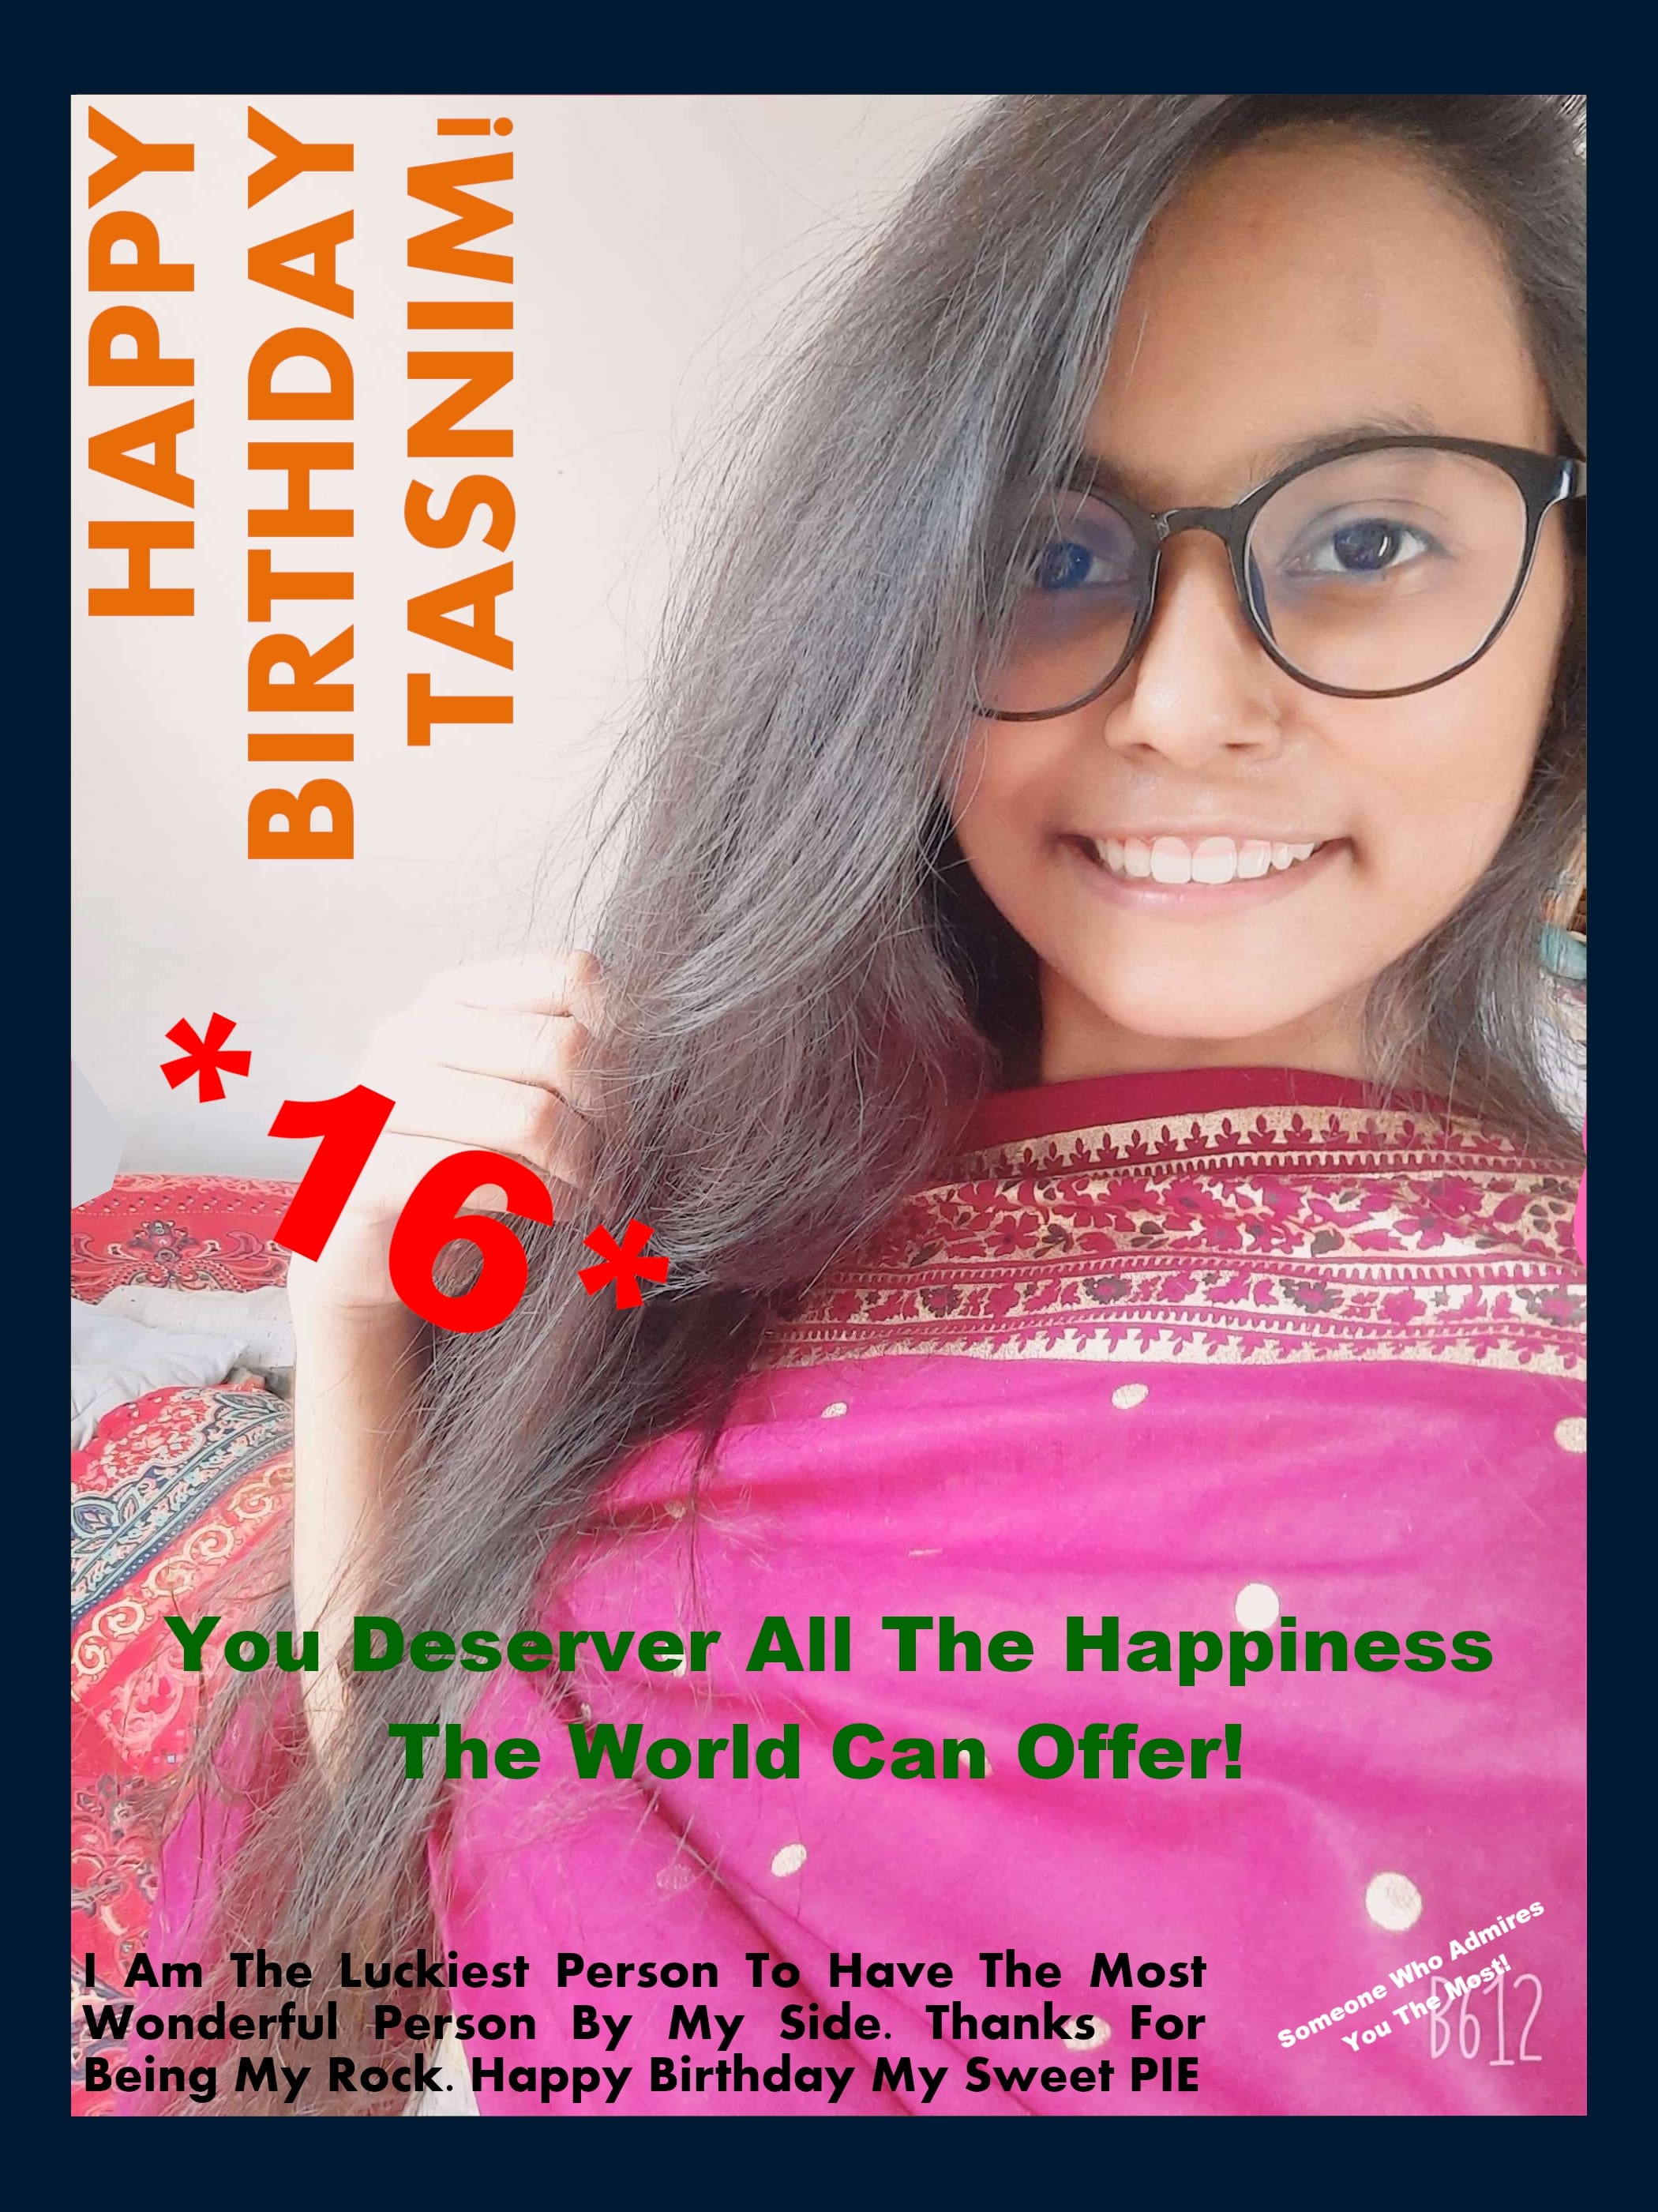 HAPPY
BIRTHDAY
TASNIM!
*16*
You Deserver All The Happiness
The World Can Offer!
I Am The Luckiest Person To Have The Most
Wonderful Person By My Side. Thanks For
Being My Rock. Happy Birthday My Sweet PIE
Someone Who Admires
You The Most!
B612